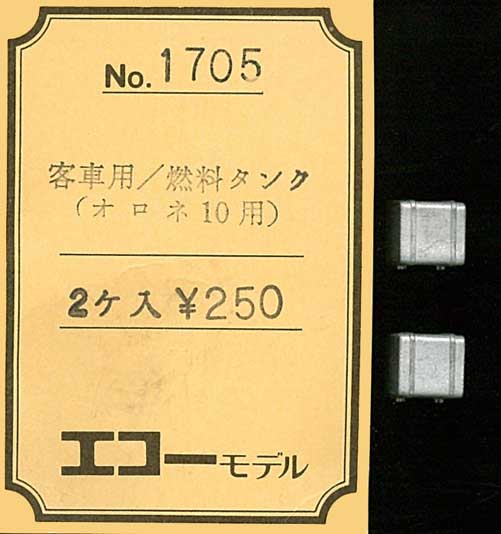 No. 1705
客車用／燃料タンク
(オロネ10用)
2ケ入 ¥250
エコーモデル